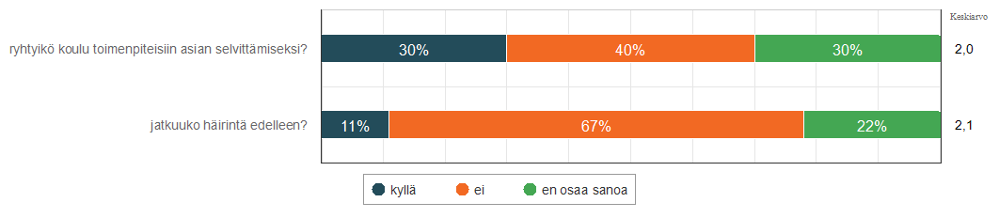 Keskiarvo
ryhtyikö koulu toimenpiteisiin asian selvittämiseksi? 30% 40% 30% 2,0
jatkuuko häirintä edelleen? 11% 67% 22% 2,1
kyllä ei en osaa sanoa